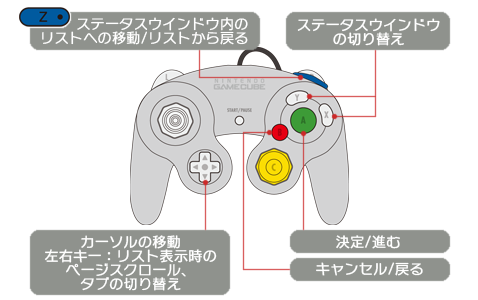 Z
ステータスウインドウ内の
リストへの移動/リストから戻る
ステータスウインドウ
の切り替え
L
NINTENDO
GAMECUBE
START/PAUSE
Y
X
A
B
C
カーソルの移動
左右キー：リスト表示時の
ページスクロール、
タブの切り替え
決定/進む
キャンセル/戻る